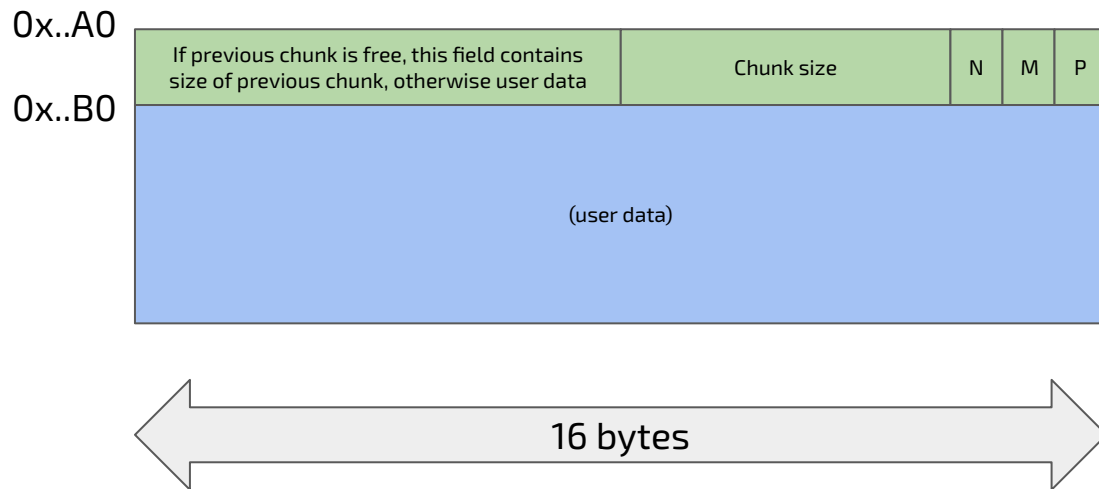 0x..A0
If previous chunk is free, this field contains
size of previous chunk, otherwise user data
Chunk size
N
M
P
0x..B0
(user data)
16 bytes